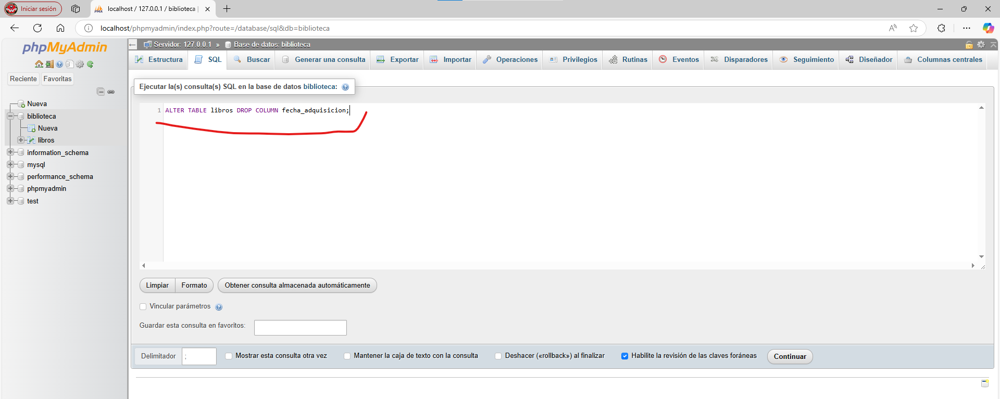 Iniciar sesión
localhost / 127.0.0.1 / biblioteca |
localhost/phpmyadmin/index.php?route=/database/sql&db=biblioteca
phpMyAdmin
Reciente Favoritas
Nueva
biblioteca
Nueva
libros
information_schema
mysql
performance_schema
phpmyadmin
test
Servidor: 127.0.0.1 » Base de datos: biblioteca
Estructura SQL Buscar Generar una consulta Exportar Importar Operaciones Privilegios Rutinas Eventos Disparadores Seguimiento Diseñador Columnas centrales
Ejecutar la(s) consulta(s) SQL en la base de datos biblioteca:
1 ALTER TABLE libros DROP COLUMN fecha_adquisicion;
Limpiar Formato Obtener consulta almacenada automáticamente
Vincular parámetros
Guardar esta consulta en favoritos:
Delimitador ; Mostrar esta consulta otra vez Mantener la caja de texto con la consulta Deshacer («rollback») al finalizar Habilite la revisión de las claves foráneas Continuar